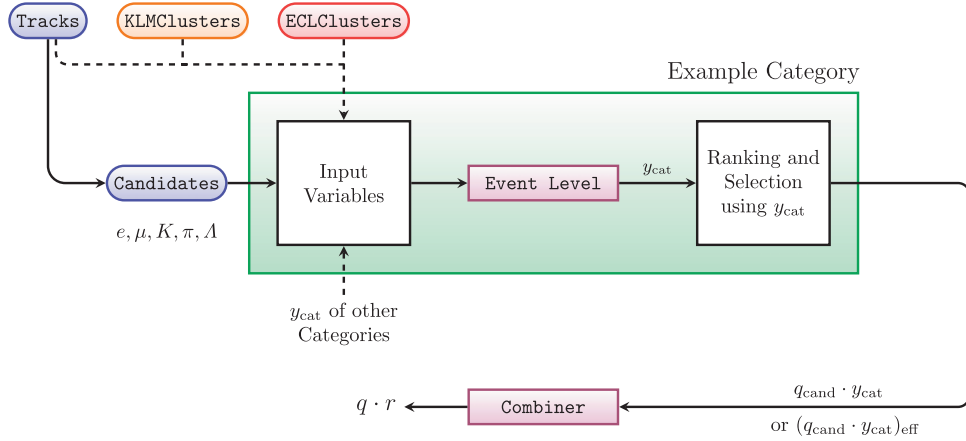 Tracks
KLMClusters
ECLClusters
Example Category
Candidates
e, μ, K, π, Λ
Input
Variables
Event Level
y_cat
Ranking and
Selection
using y_cat
y_cat of other
Categories
q · r
Combiner
q_cand · y_cat
or (q_cand · y_cat)_eff